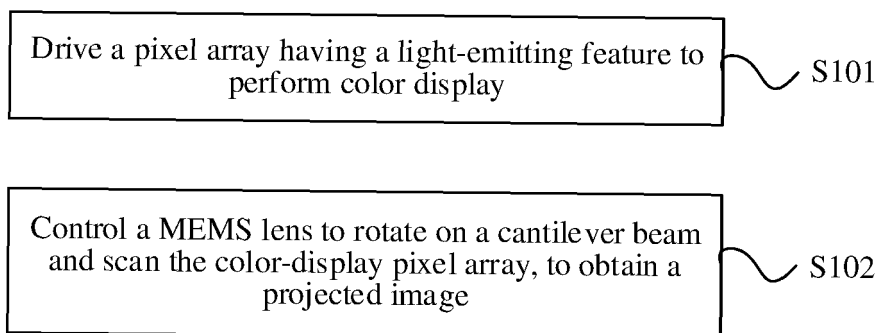 Drive a pixel array having a light-emitting feature to
perform color display
S101
Control a MEMS lens to rotate on a cantilever beam
and scan the color-display pixel array, to obtain a
projected image
S102